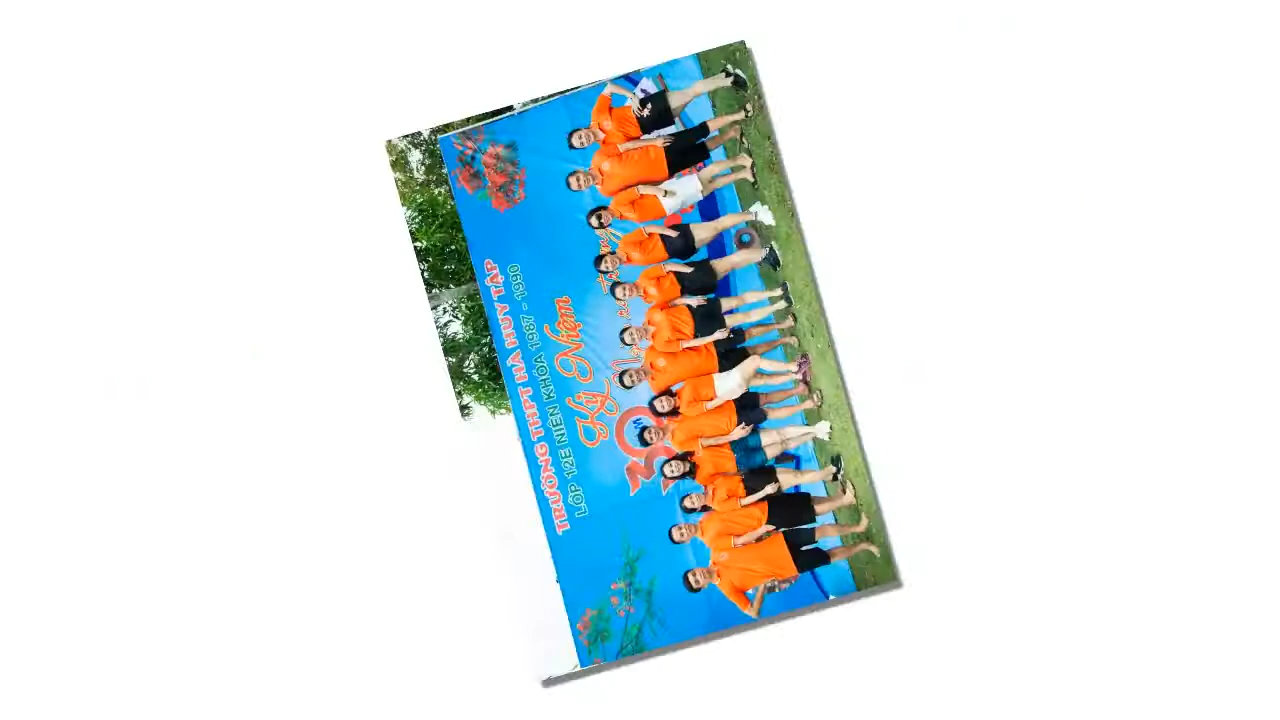 TRƯỜNG THPT HÀ HUY TẬP
LỚP 12E NIÊN KHÓA 1987 - 1990
Kỷ Niệm
30